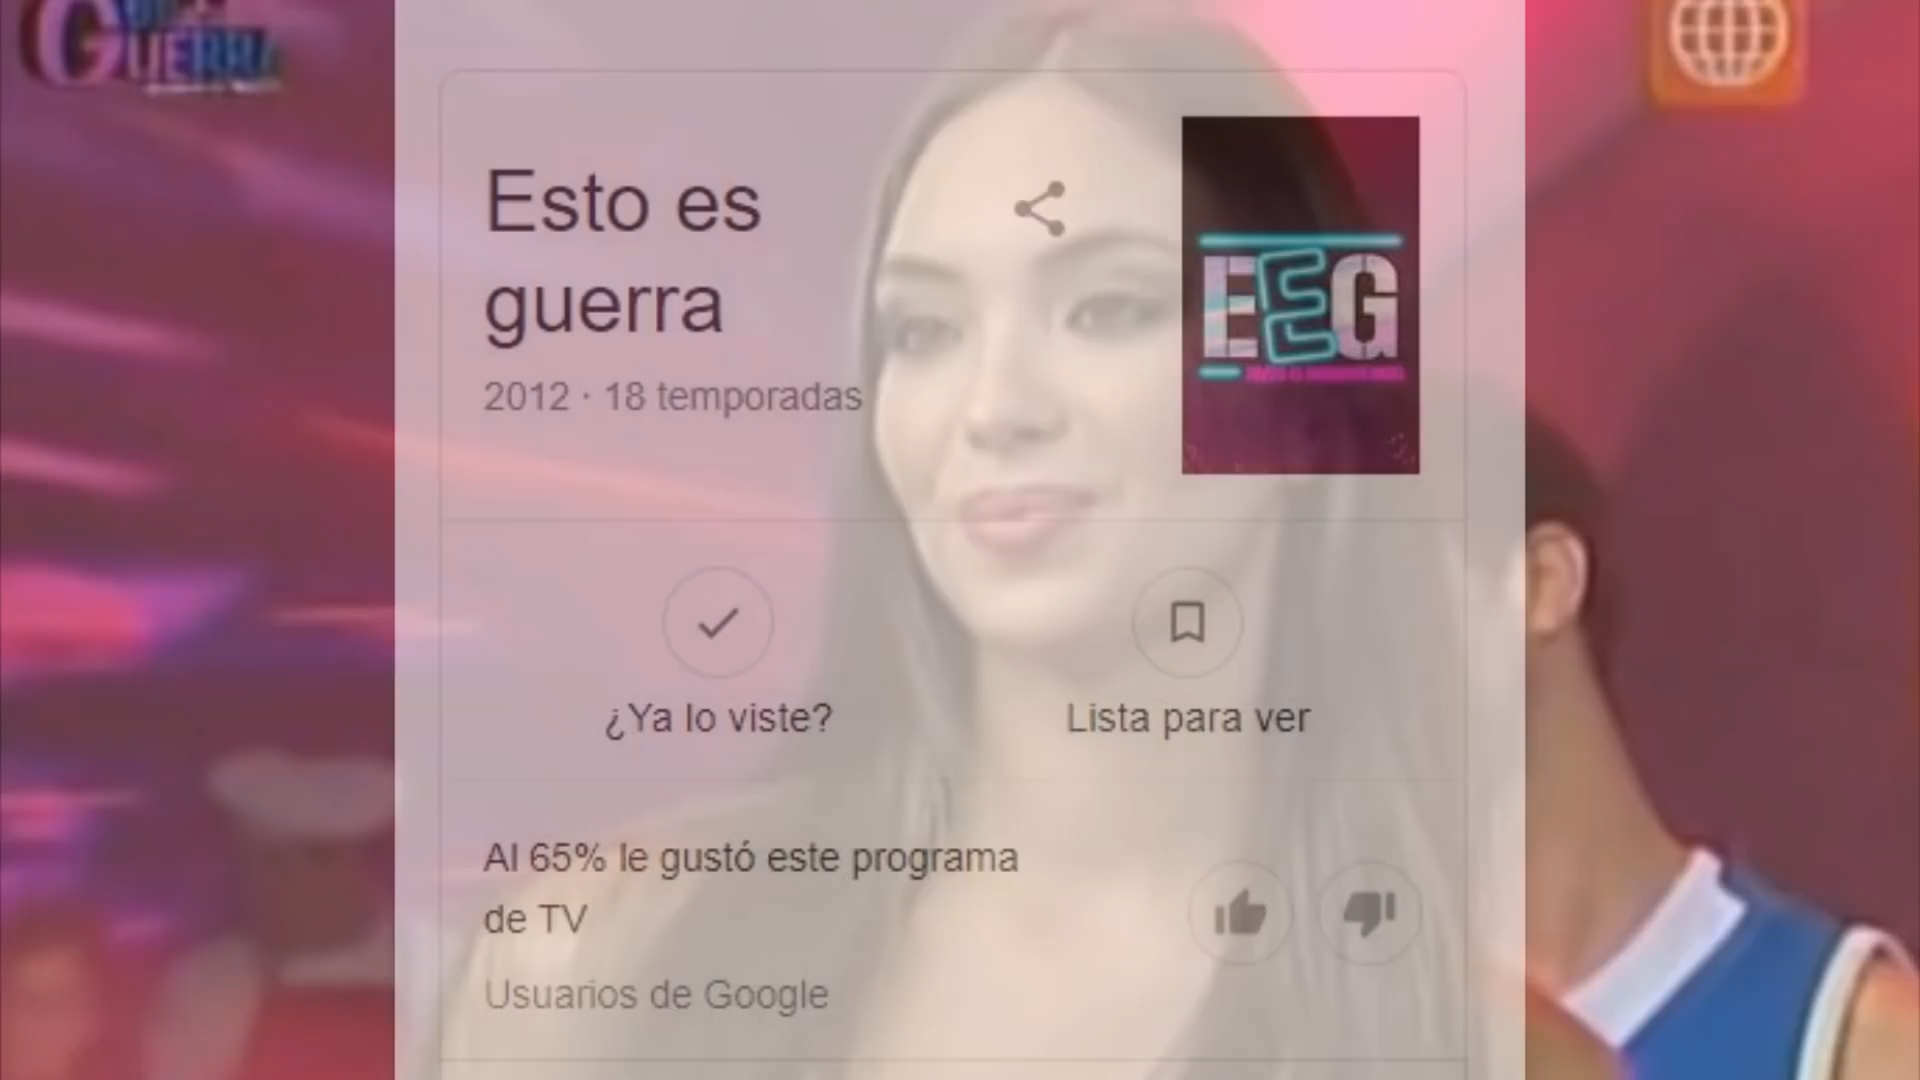 GUERRA
Esto es
guerra
2012 · 18 temporadas
EEG
¿Ya lo viste?
Lista para ver
Al 65% le gustó este programa
de TV
Usuarios de Google